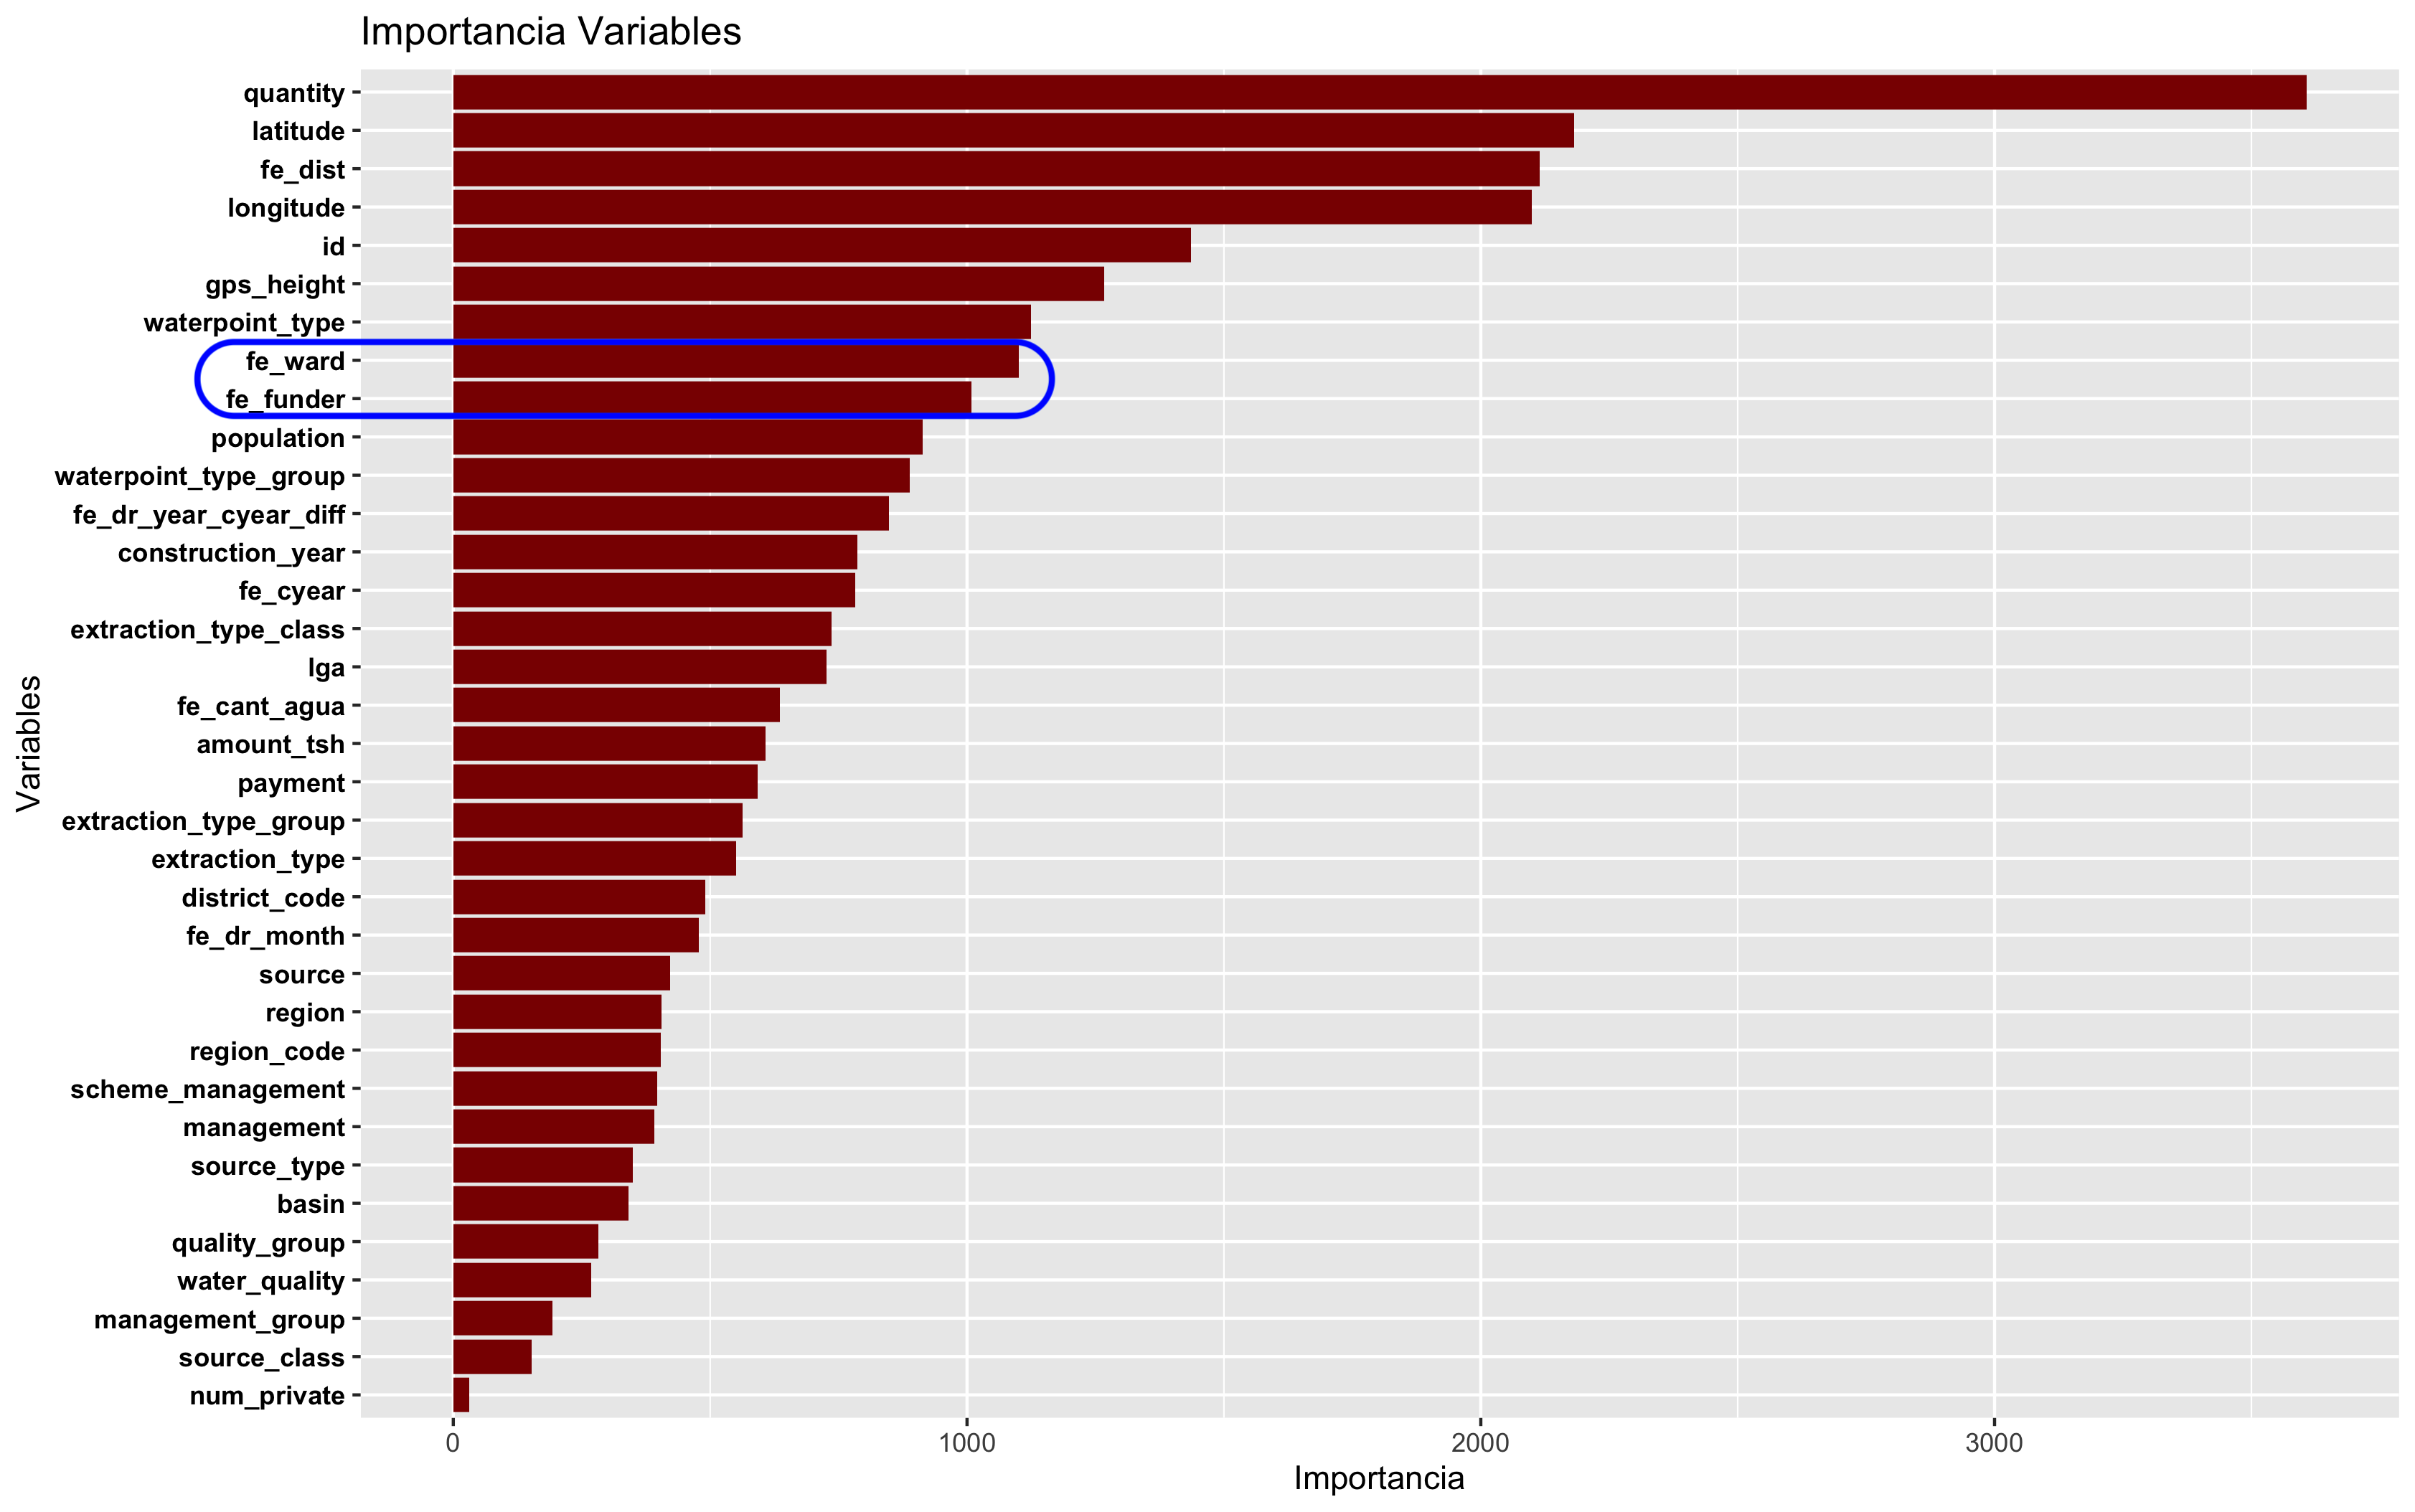 Importancia Variables
quantity
latitude
fe_dist
longitude
id
gps_height
waterpoint_type
fe_ward
fe_funder
population
waterpoint_type_group
fe_dr_year_cyear_diff
construction_year
fe_cyear
extraction_type_class
lga
fe_cant_agua
amount_tsh
payment
extraction_type_group
extraction_type
district_code
fe_dr_month
source
region
region_code
scheme_management
management
source_type
basin
quality_group
water_quality
management_group
source_class
num_private
Variables
0 1000 2000 3000
Importancia